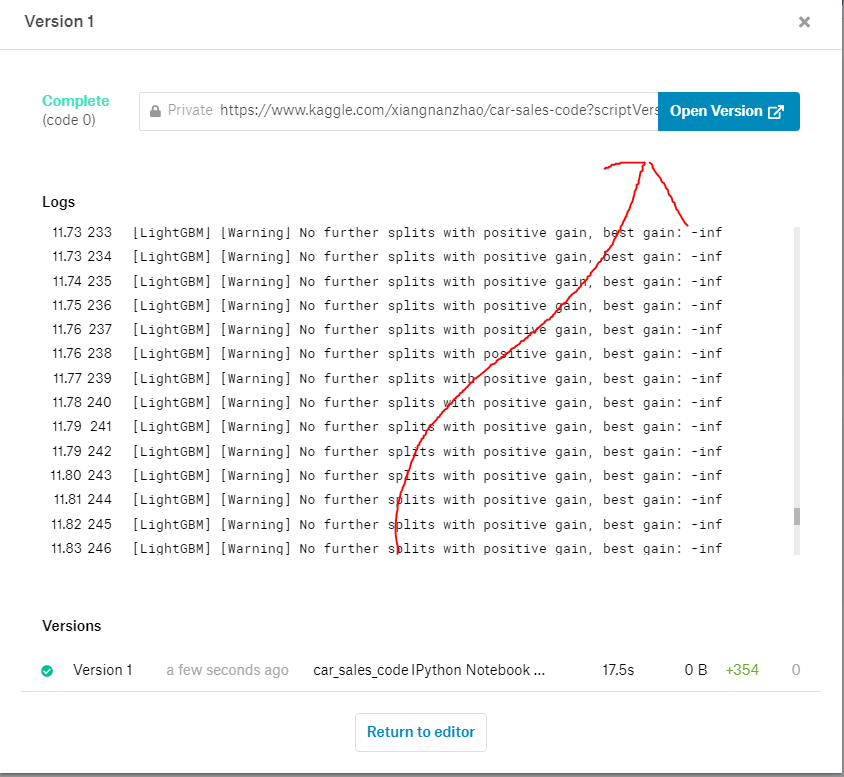 Version 1
Complete
(code 0)
Private https://www.kaggle.com/xiangnanzhao/car-sales-code?scriptVers
Open Version
Logs
11.73 233 [LightGBM] [Warning] No further splits with positive gain, best gain: -inf
11.73 234 [LightGBM] [Warning] No further splits with positive gain, best gain: -inf
11.74 235 [LightGBM] [Warning] No further splits with positive gain, best gain: -inf
11.75 236 [LightGBM] [Warning] No further splits with positive gain, best gain: -inf
11.76 237 [LightGBM] [Warning] No further splits with positive gain, best gain: -inf
11.76 238 [LightGBM] [Warning] No further splits with positive gain, best gain: -inf
11.77 239 [LightGBM] [Warning] No further splits with positive gain, best gain: -inf
11.78 240 [LightGBM] [Warning] No further splits with positive gain, best gain: -inf
11.79 241 [LightGBM] [Warning] No further splits with positive gain, best gain: -inf
11.79 242 [LightGBM] [Warning] No further splits with positive gain, best gain: -inf
11.80 243 [LightGBM] [Warning] No further splits with positive gain, best gain: -inf
11.81 244 [LightGBM] [Warning] No further splits with positive gain, best gain: -inf
11.82 245 [LightGBM] [Warning] No further splits with positive gain, best gain: -inf
11.83 246 [LightGBM] [Warning] No further splits with positive gain, best gain: -inf
Versions
Version 1 a few seconds ago car_sales_code IPython Notebook ... 17.5s 0 B +354 0
Return to editor